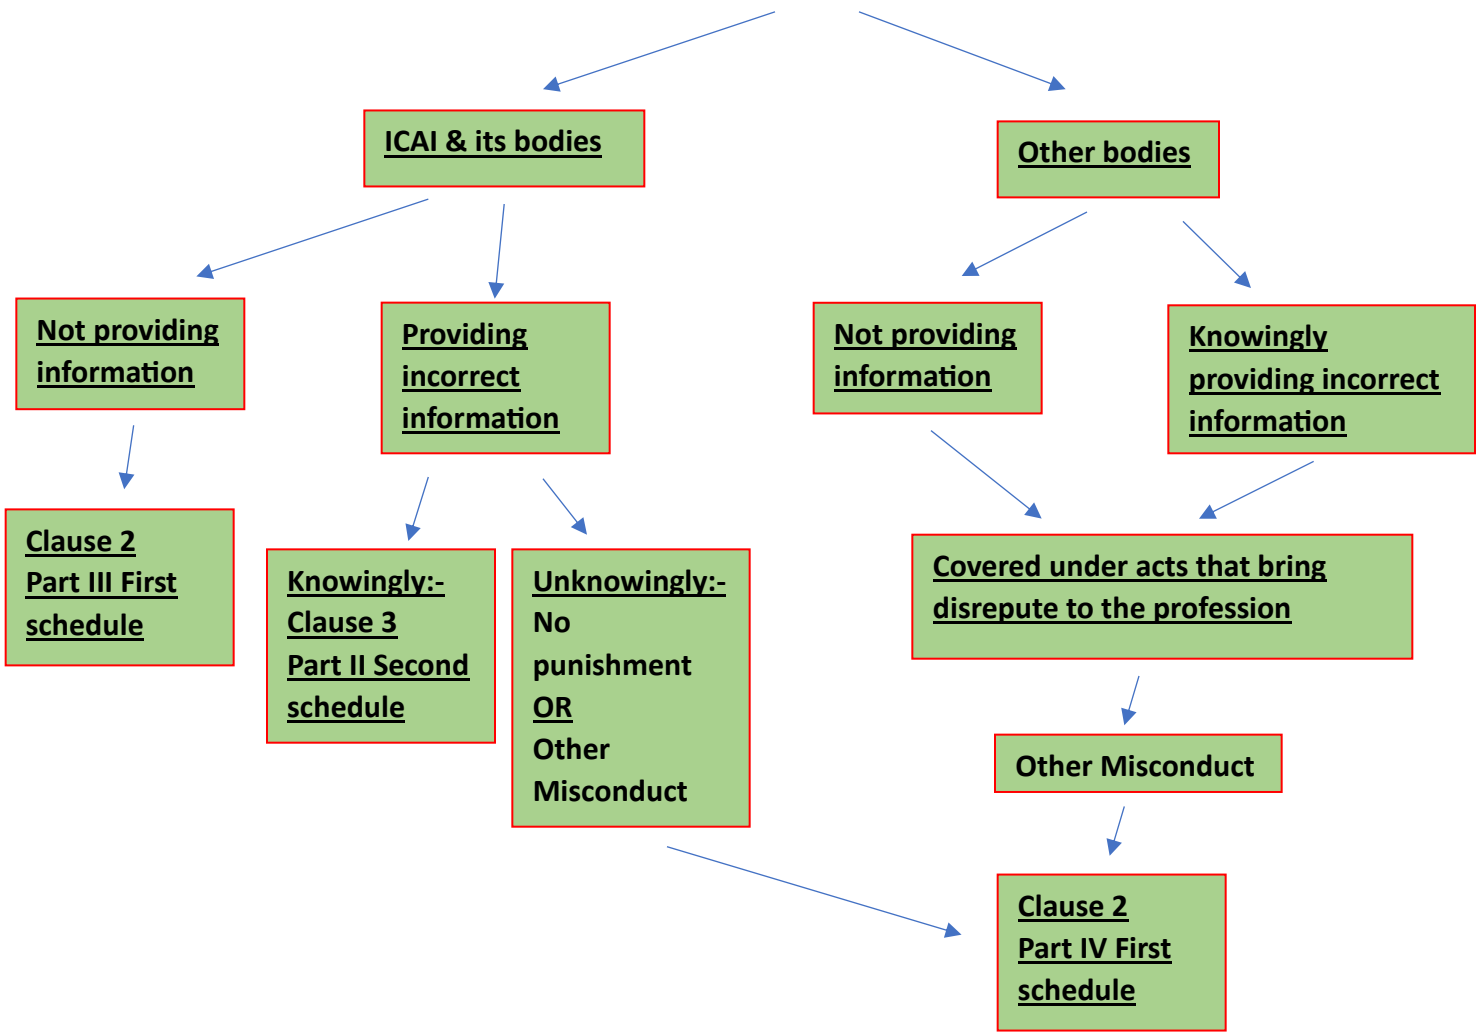 ICAI & its bodies
Other bodies
Not providing
information
Providing
incorrect
information
Not providing
information
Knowingly
providing incorrect
information
Clause 2
Part III First
schedule
Knowingly:-
Clause 3
Part II Second
schedule
Unknowingly:-
No
punishment
OR
Other
Misconduct
Covered under acts that bring
disrepute to the profession
Other Misconduct
Clause 2
Part IV First
schedule